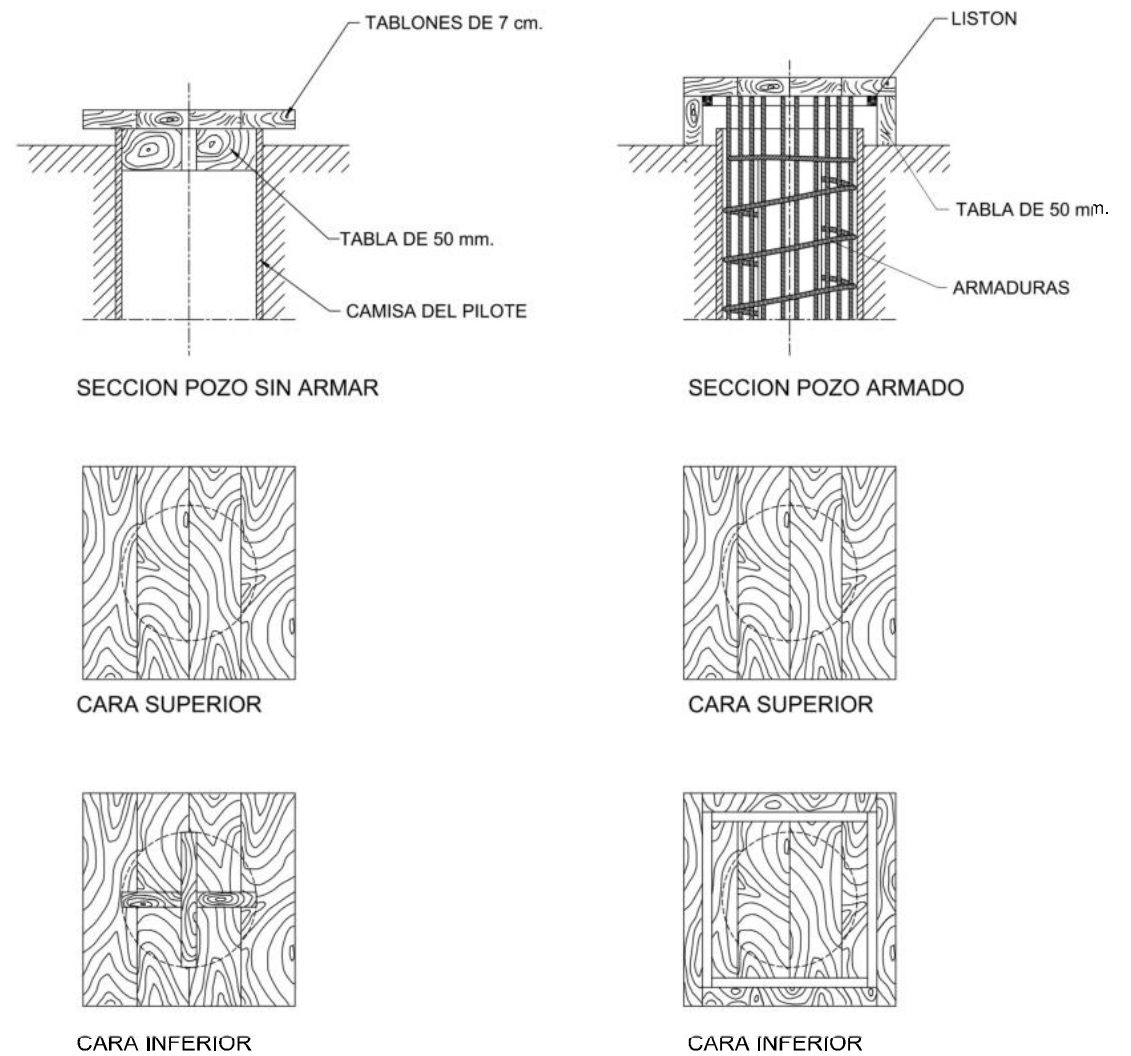 TABLONES DE 7 cm.
TABLA DE 50 mm.
CAMISA DEL PILOTE
SECCION POZO SIN ARMAR
CARA SUPERIOR
CARA INFERIOR
LISTON
TABLA DE 50 mm.
ARMADURAS
SECCION POZO ARMADO
CARA SUPERIOR
CARA INFERIOR